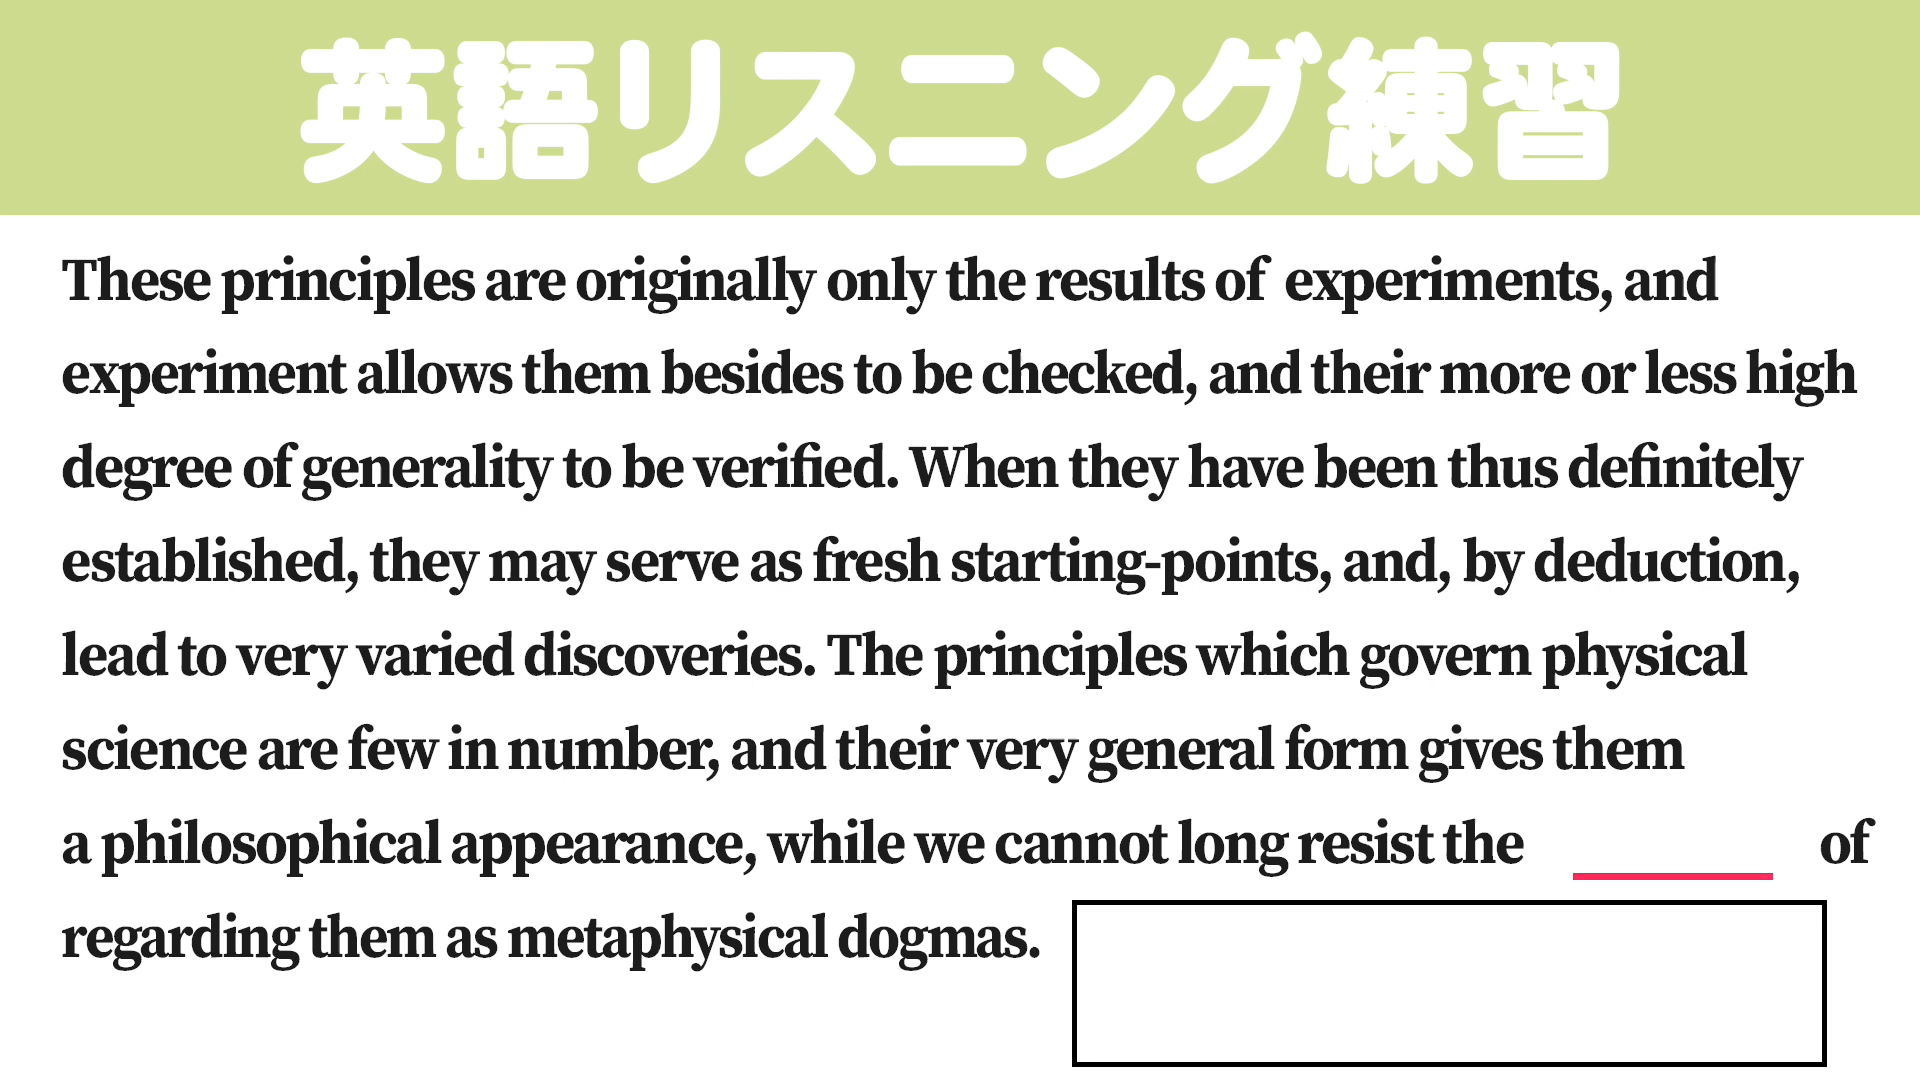 英語リスニング練習
These principles are originally only the results of experiments, and
experiment allows them besides to be checked, and their more or less high
degree of generality to be verified. When they have been thus definitely
established, they may serve as fresh starting-points, and, by deduction,
lead to very varied discoveries. The principles which govern physical
science are few in number, and their very general form gives them
a philosophical appearance, while we cannot long resist the ______ of
regarding them as metaphysical dogmas.